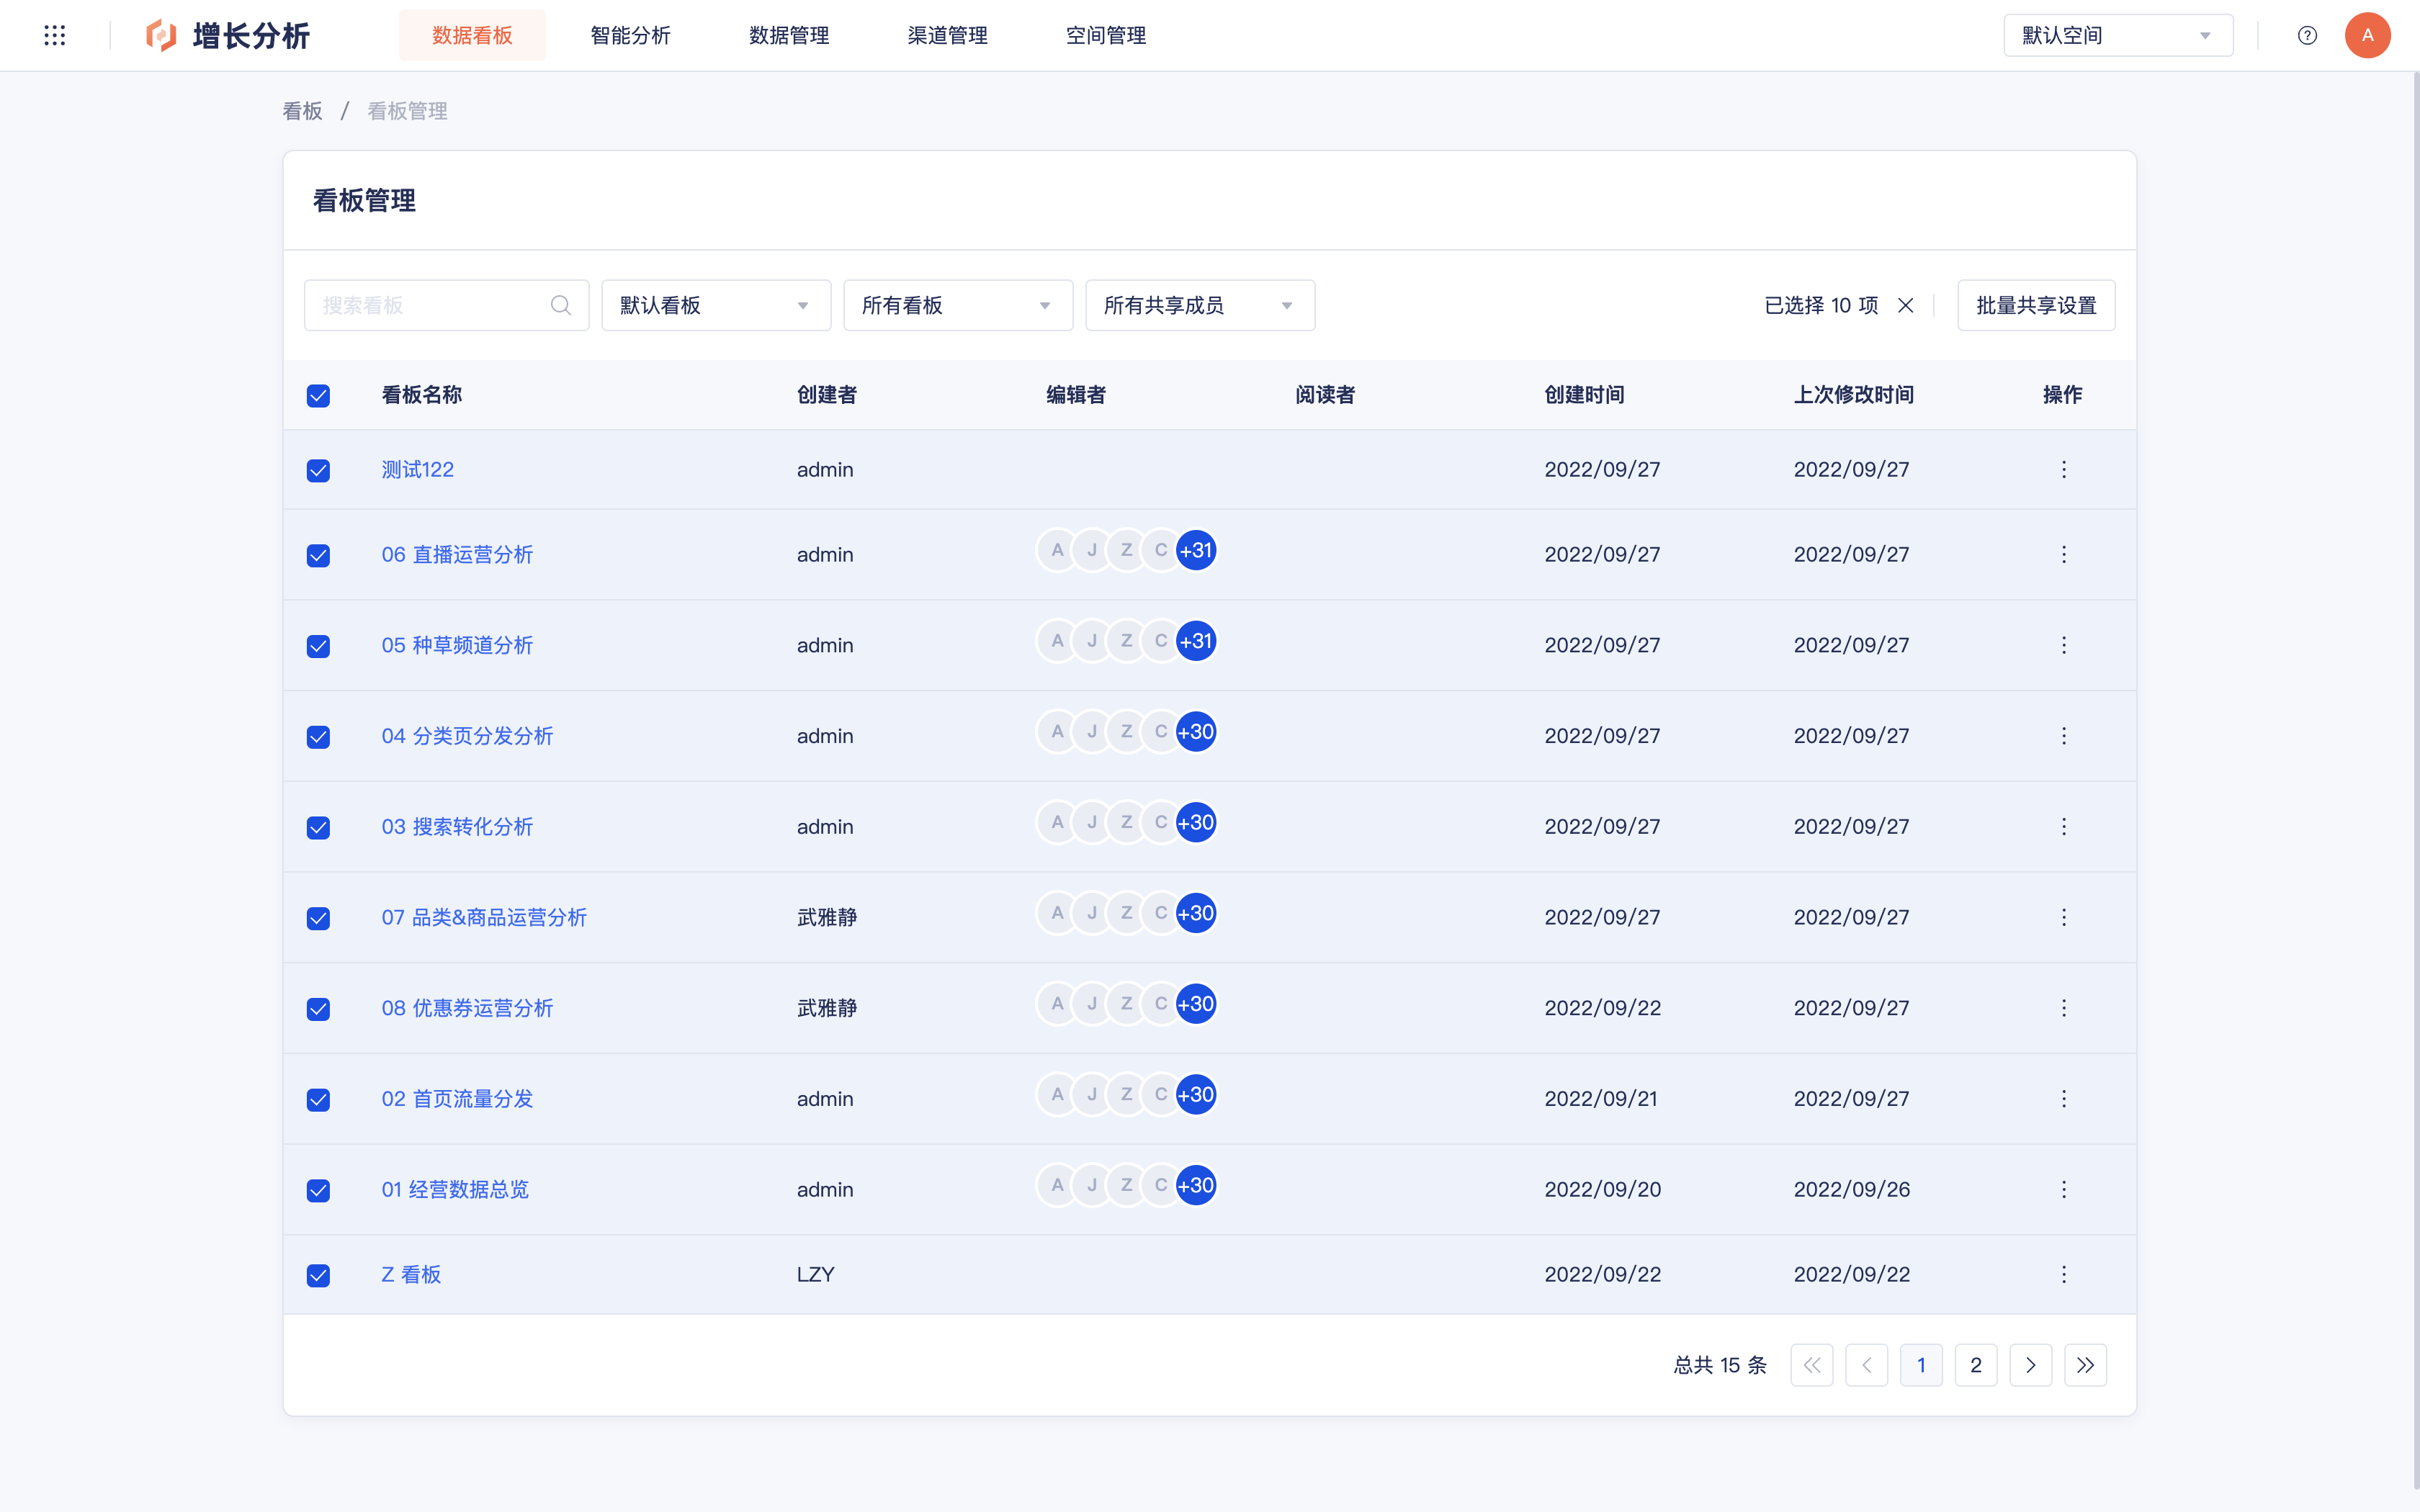 增长分析 数据看板 智能分析 数据管理 渠道管理 空间管理 默认空间 ? A
看板 / 看板管理
看板管理
搜索看板 默认看板 所有看板 所有共享成员 已选择 10 项 批量共享设置
看板名称 创建者 编辑者 阅读者 创建时间 上次修改时间 操作
测试122 admin 2022/09/27 2022/09/27
06 直播运营分析 admin A J Z C +31 2022/09/27 2022/09/27
05 种草频道分析 admin A J Z C +31 2022/09/27 2022/09/27
04 分类页分发分析 admin A J Z C +30 2022/09/27 2022/09/27
03 搜索转化分析 admin A J Z C +30 2022/09/27 2022/09/27
07 品类&商品运营分析 武雅静 A J Z C +30 2022/09/27 2022/09/27
08 优惠券运营分析 武雅静 A J Z C +30 2022/09/22 2022/09/27
02 首页流量分发 admin A J Z C +30 2022/09/21 2022/09/27
01 经营数据总览 admin A J Z C +30 2022/09/20 2022/09/26
Z 看板 LZY 2022/09/22 2022/09/22
总共 15 条 1 2